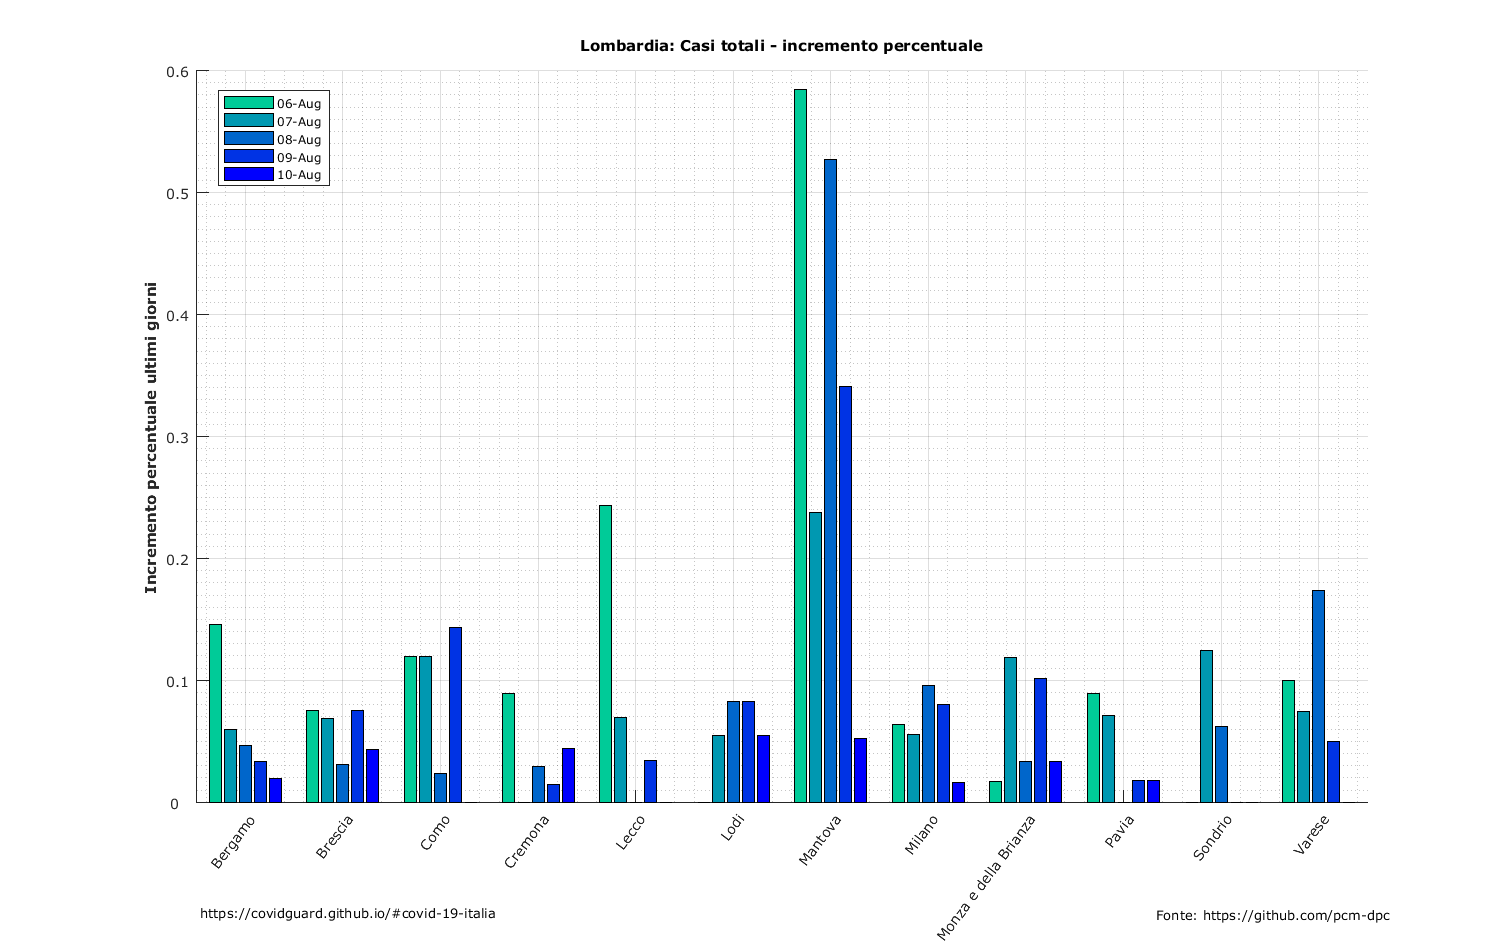 Lombardia: Casi totali - incremento percentuale
06-Aug
07-Aug
08-Aug
09-Aug
10-Aug
Incremento percentuale ultimi giorni
0.6
0.5
0.4
0.3
0.2
0.1
0
Bergamo
Brescia
Como
Cremona
Lecco
Lodi
Mantova
Milano
Monza e della Brianza
Pavia
Sondrio
Varese
https://covidguard.github.io/#covid-19-italia
Fonte: https://github.com/pcm-dpc